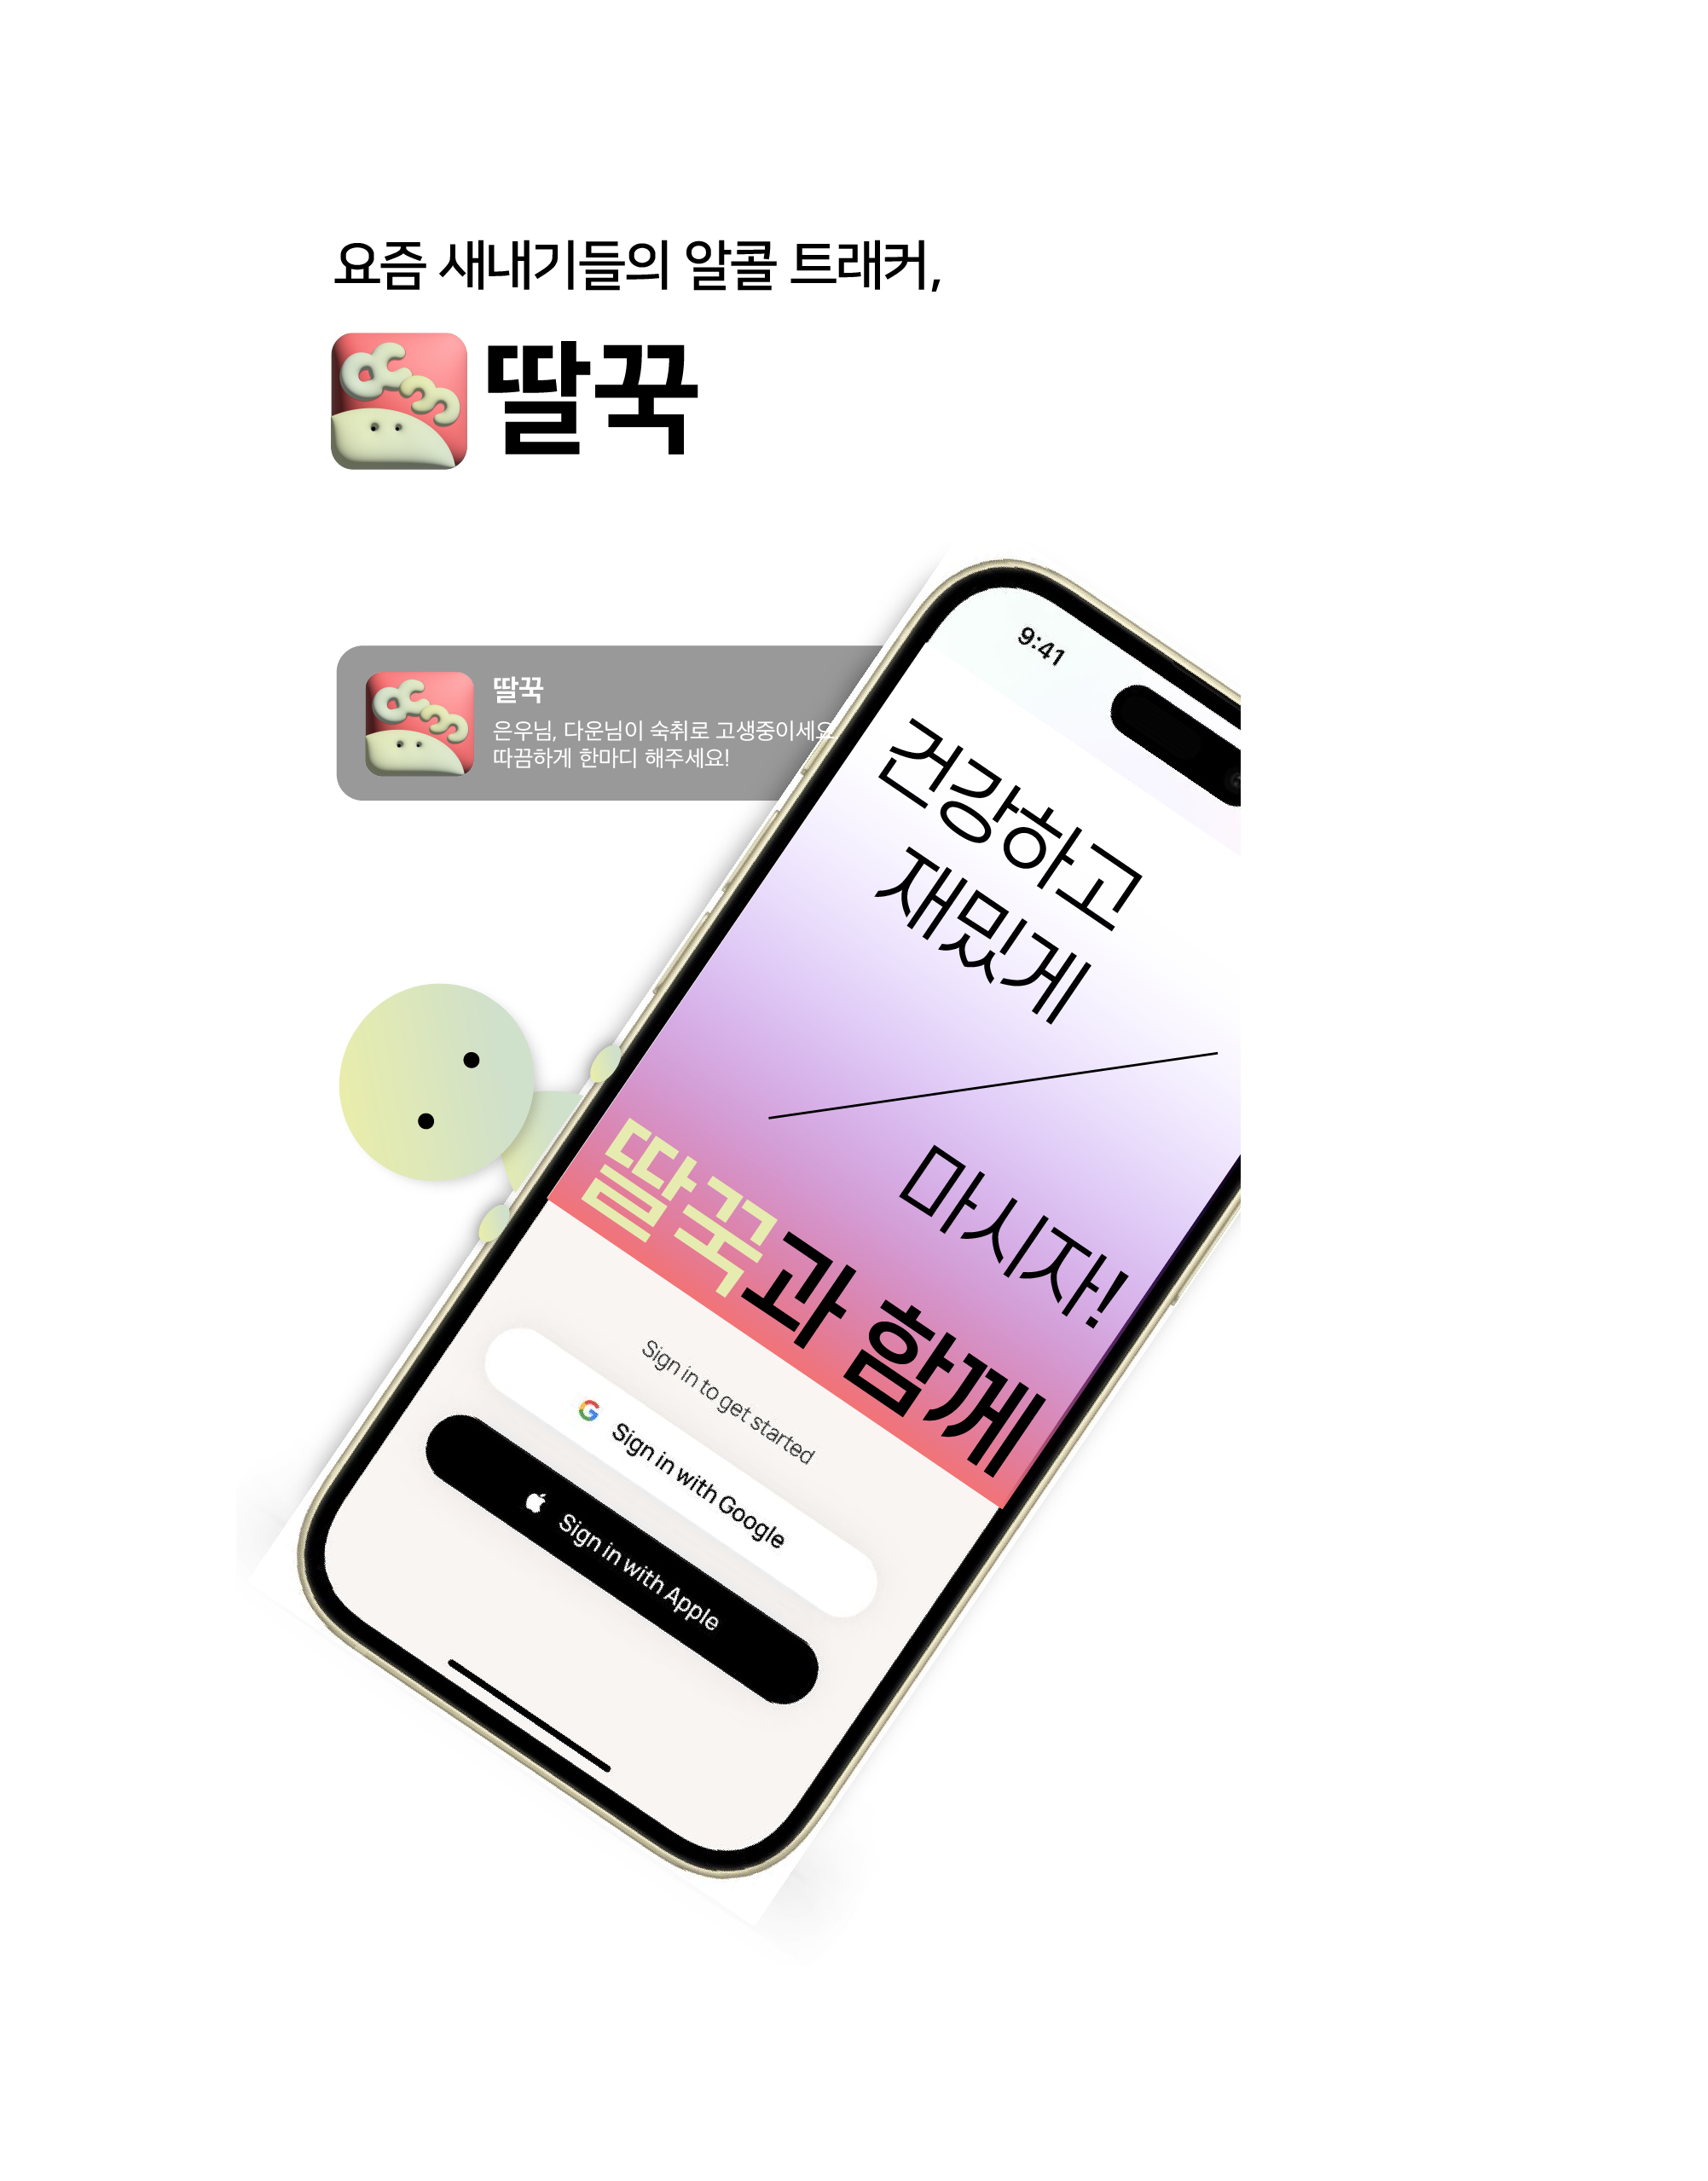 요즘 새내기들의 알콜 트래커,
딸꾹
딸꾹
은우님, 다운님이 숙취로 고생중이세요
따끔하게 한마디 해주세요!
9:41
건강하고
재밌게
마시자!
딸꾹과 함께
Sign in to get started
Sign in with Google
Sign in with Apple